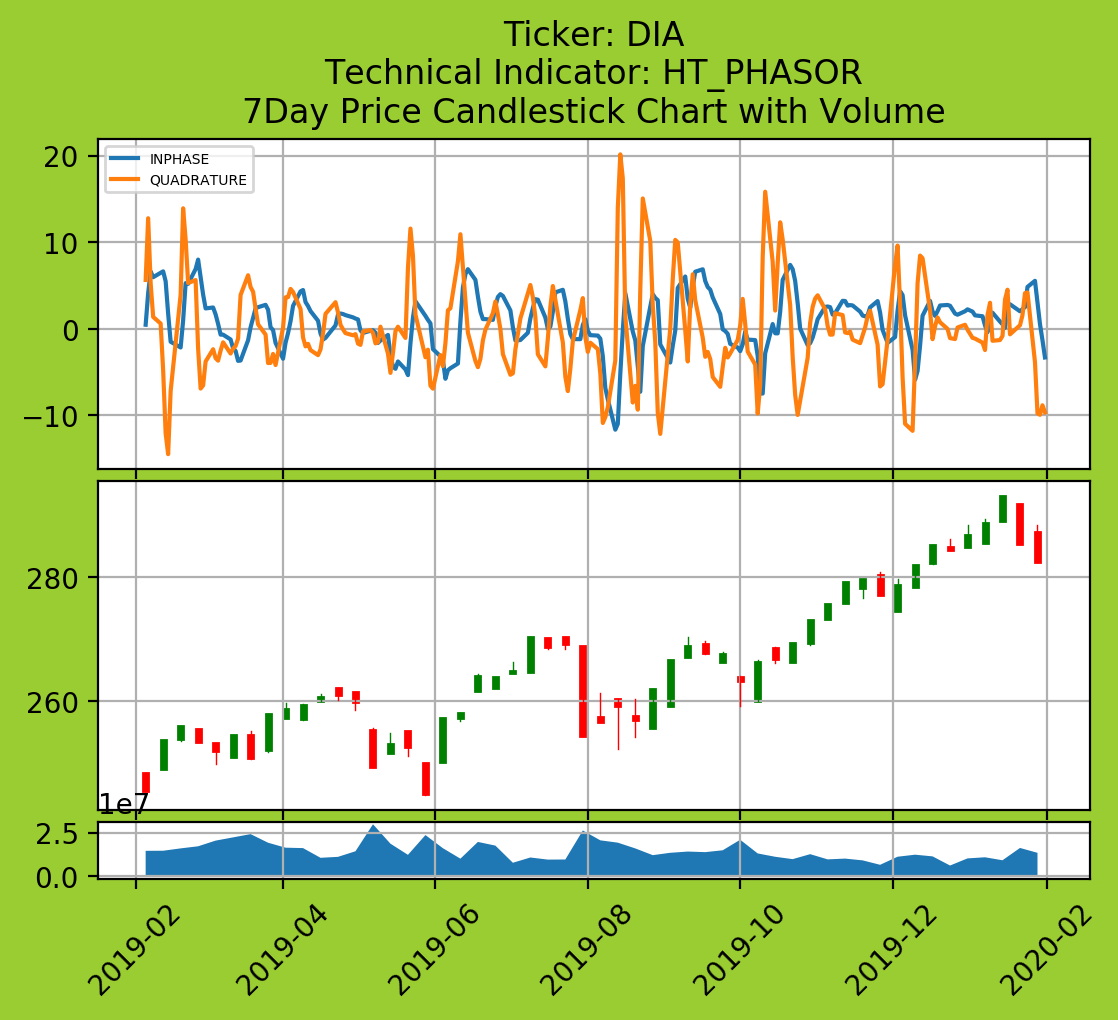 Ticker: DIA
Technical Indicator: HT_PHASOR
7Day Price Candlestick Chart with Volume
INPHASE
QUADRATURE
20
10
0
−10
280
260
1e7
2.5
0.0
2019-02
2019-04
2019-06
2019-08
2019-10
2019-12
2020-02